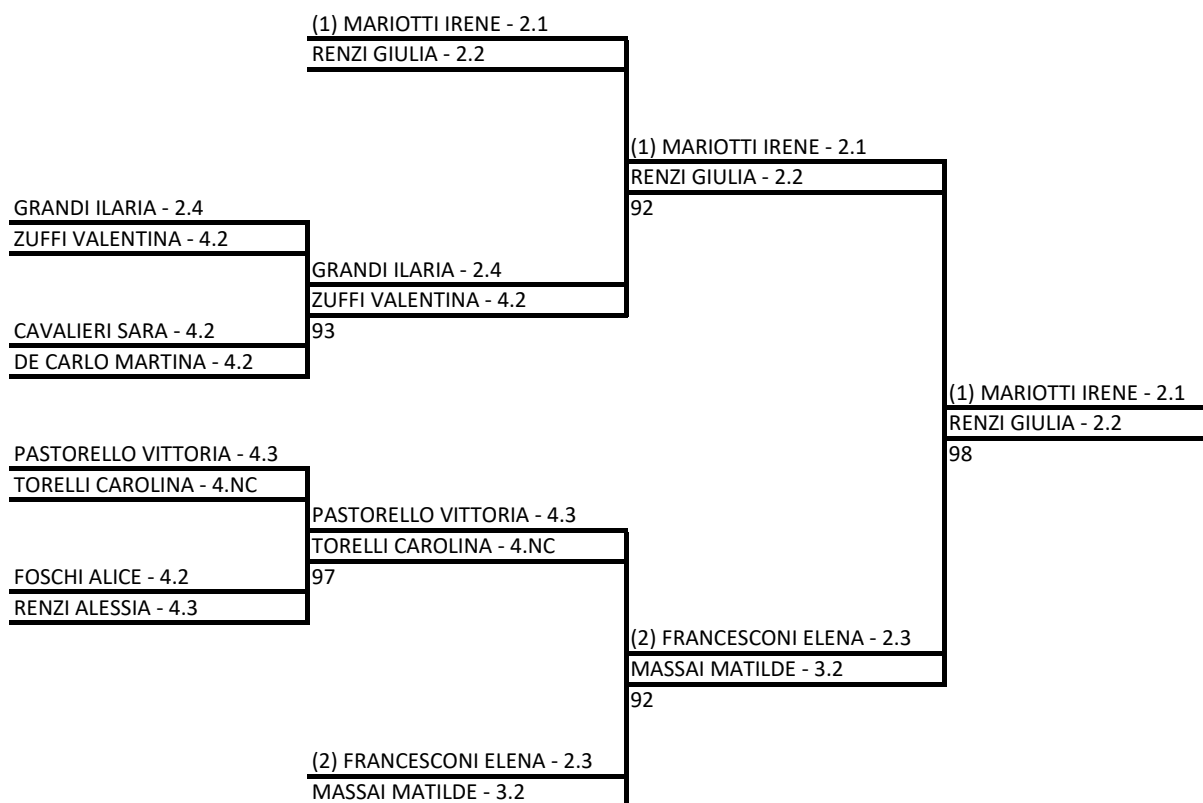 (1) MARIOTTI IRENE - 2.1
RENZI GIULIA - 2.2
(1) MARIOTTI IRENE - 2.1
RENZI GIULIA - 2.2
92
GRANDI ILARIA - 2.4
ZUFFI VALENTINA - 4.2
GRANDI ILARIA - 2.4
ZUFFI VALENTINA - 4.2
93
CAVALIERI SARA - 4.2
DE CARLO MARTINA - 4.2
(1) MARIOTTI IRENE - 2.1
RENZI GIULIA - 2.2
98
PASTORELLO VITTORIA - 4.3
TORELLI CAROLINA - 4.NC
PASTORELLO VITTORIA - 4.3
TORELLI CAROLINA - 4.NC
97
FOSCHI ALICE - 4.2
RENZI ALESSIA - 4.3
(2) FRANCESCONI ELENA - 2.3
MASSAI MATILDE - 3.2
92
(2) FRANCESCONI ELENA - 2.3
MASSAI MATILDE - 3.2